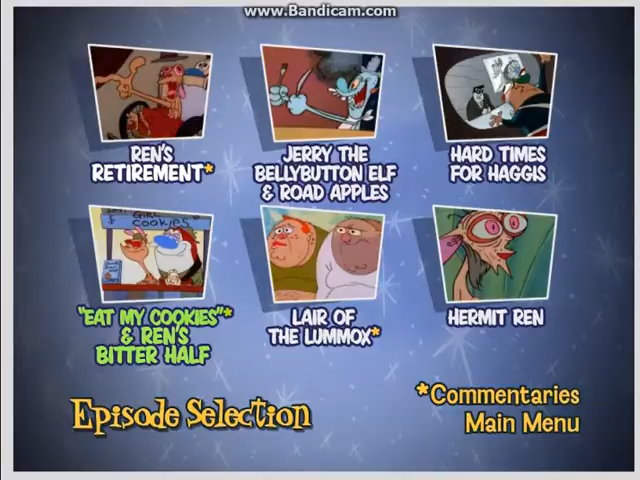 www.Bandicam.com
REN'S
RETIREMENT*
JERRY THE
BELLYBUTTON ELF
& ROAD APPLES
HARD TIMES
FOR HAGGIS
GIRL
COOKIES
"EAT MY COOKIES"*
& REN'S
BITTER HALF
LAIR OF
THE LUMMOX*
HERMIT REN
Episode Selection
*Commentaries
Main Menu